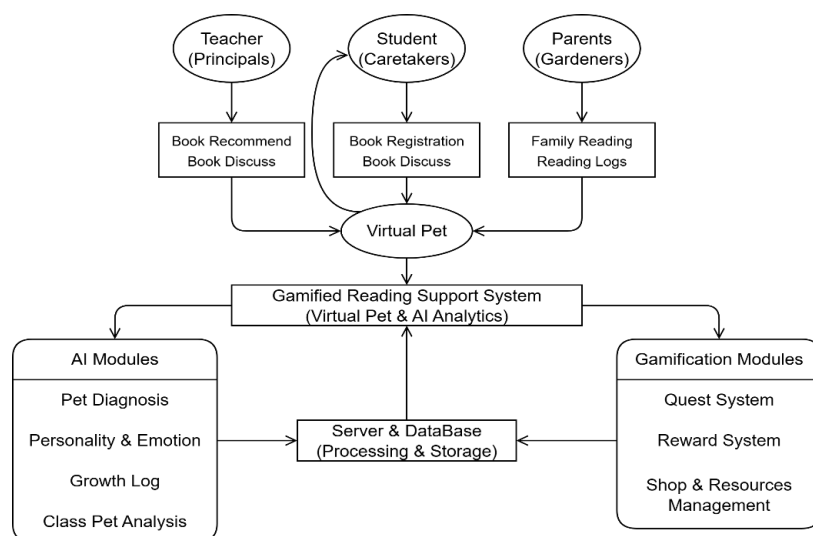 Teacher
(Principals)
Student
(Caretakers)
Parents
(Gardeners)
Book Recommend
Book Discuss
Book Registration
Book Discuss
Family Reading
Reading Logs
Virtual Pet
Gamified Reading Support System
(Virtual Pet & AI Analytics)
AI Modules
Pet Diagnosis
Personality & Emotion
Growth Log
Class Pet Analysis
Server & DataBase
(Processing & Storage)
Gamification Modules
Quest System
Reward System
Shop & Resources
Management